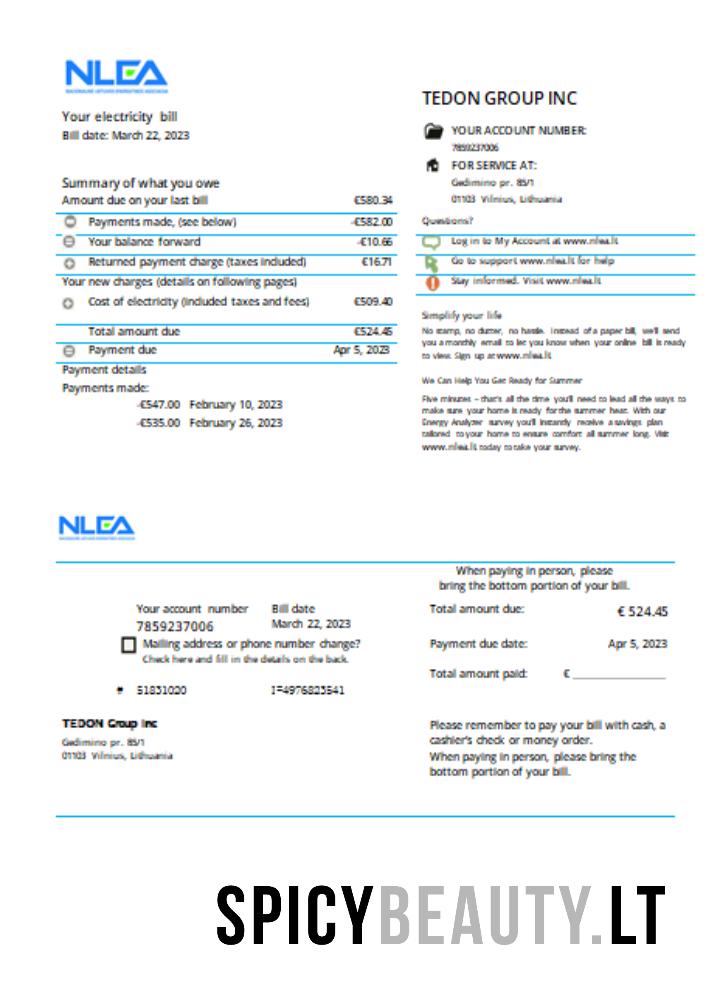 NLEA
NACIONALINĖ LIETUVOS ENERGETIKOS ASOCIACIJA
Your electricity bill
Bill date: March 22, 2023
Summary of what you owe
Amount due on your last bill €580.34
Payments made, (see below) -€582.00
Your balance forward -€10.66
Returned payment charge (taxes included) €16.71
Your new charges (details on following pages)
Cost of electricity (included taxes and fees) €509.40
Total amount due €524.45
Payment due Apr 5, 2023
Payment details
Payments made:
-€547.00 February 10, 2023
-€535.00 February 26, 2023
TEDON GROUP INC
YOUR ACCOUNT NUMBER:
7859237006
FOR SERVICE AT:
Gedimino pr. 85/1
01103 Vilnius, Lithuania
Questions?
Log in to My Account at www.nlea.lt
Go to support www.nlea.lt for help
Stay informed. Visit www.nlea.lt
Simplify your life
No stamp, no clutter, no hassle. Instead of a paper bill, we'll send
you a monthly email to let you know when your online bill is ready
to view. Sign up at www.nlea.lt
We Can Help You Get Ready for Summer
Five minutes – that's all the time you'll need to lead all the ways to
make sure your home is ready for the summer heat. With our
Energy Analyzer survey you'll instantly receive a savings plan
tailored to your home to ensure comfort all summer long. Visit
www.nlea.lt today to take your survey.
NLEA
When paying in person, please
bring the bottom portion of your bill.
Your account number Bill date
7859237006 March 22, 2023
Mailing address or phone number change?
Check here and fill in the details on the back.
# 51831020 1=4976823541
TEDON Group Inc
Gedimino pr. 85/1
01103 Vilnius, Lithuania
Total amount due: € 524.45
Payment due date: Apr 5, 2023
Total amount paid: € ______________
Please remember to pay your bill with cash, a
cashier's check or money order.
When paying in person, please bring the
bottom portion of your bill.
SPICYBEAUTY.LT